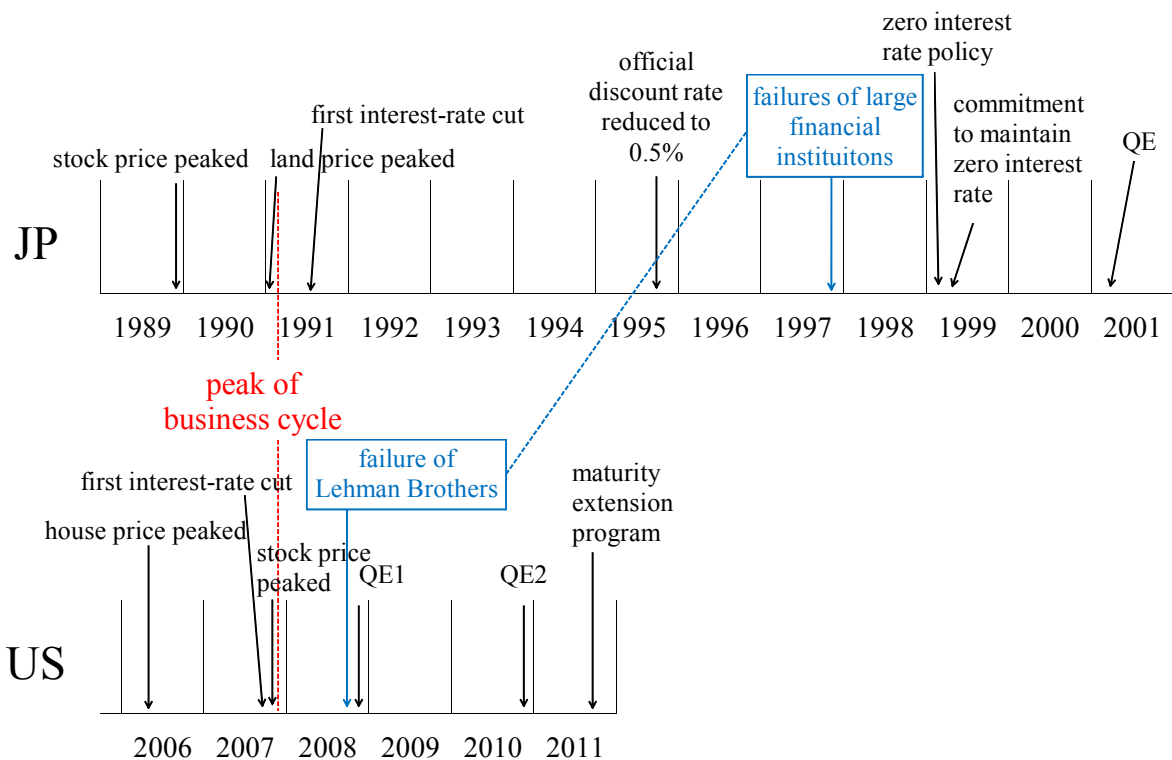 zero interest
rate policy
official
discount rate
reduced to
0.5%
failures of large
financial
instituitons
commitment
to maintain
zero interest
rate
first interest-rate cut
QE
stock price peaked
land price peaked
JP
1989 1990 1991 1992 1993 1994 1995 1996 1997 1998 1999 2000 2001
peak of
business cycle
failure of
Lehman Brothers
maturity
extension
program
first interest-rate cut
house price peaked
stock price
peaked
QE1
QE2
US
2006 2007 2008 2009 2010 2011